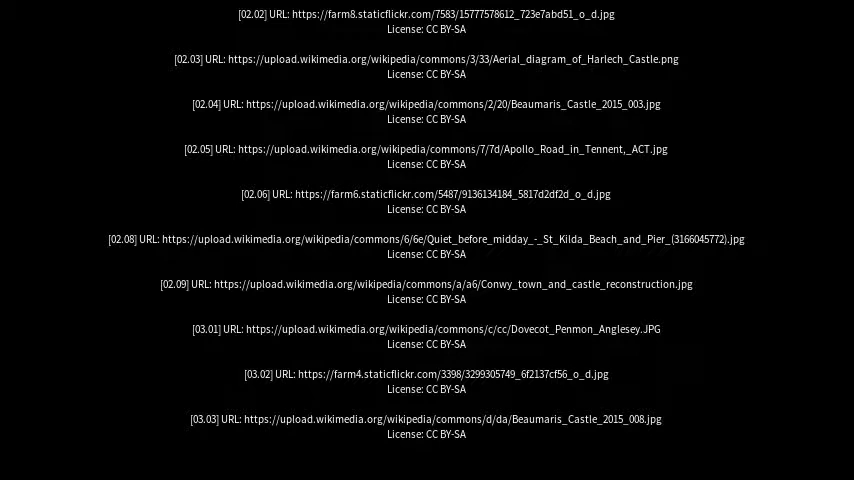 [02.02] URL: https://farm8.staticflickr.com/7583/15777578612_723e7abd51_o_d.jpg
License: CC BY-SA
[02.03] URL: https://upload.wikimedia.org/wikipedia/commons/3/33/Aerial_diagram_of_Harlech_Castle.png
License: CC BY-SA
[02.04] URL: https://upload.wikimedia.org/wikipedia/commons/2/20/Beaumaris_Castle_2015_003.jpg
License: CC BY-SA
[02.05] URL: https://upload.wikimedia.org/wikipedia/commons/7/7d/Apollo_Road_in_Tennent,_ACT.jpg
License: CC BY-SA
[02.06] URL: https://farm6.staticflickr.com/5487/9136134184_5817d2df2d_o_d.jpg
License: CC BY-SA
[02.08] URL: https://upload.wikimedia.org/wikipedia/commons/6/6e/Quiet_before_midday_-_St_Kilda_Beach_and_Pier_(3166045772).jpg
License: CC BY-SA
[02.09] URL: https://upload.wikimedia.org/wikipedia/commons/a/a6/Conwy_town_and_castle_reconstruction.jpg
License: CC BY-SA
[03.01] URL: https://upload.wikimedia.org/wikipedia/commons/c/cc/Dovecot_Penmon_Anglesey.JPG
License: CC BY-SA
[03.02] URL: https://farm4.staticflickr.com/3398/3299305749_6f2137cf56_o_d.jpg
License: CC BY-SA
[03.03] URL: https://upload.wikimedia.org/wikipedia/commons/d/da/Beaumaris_Castle_2015_008.jpg
License: CC BY-SA